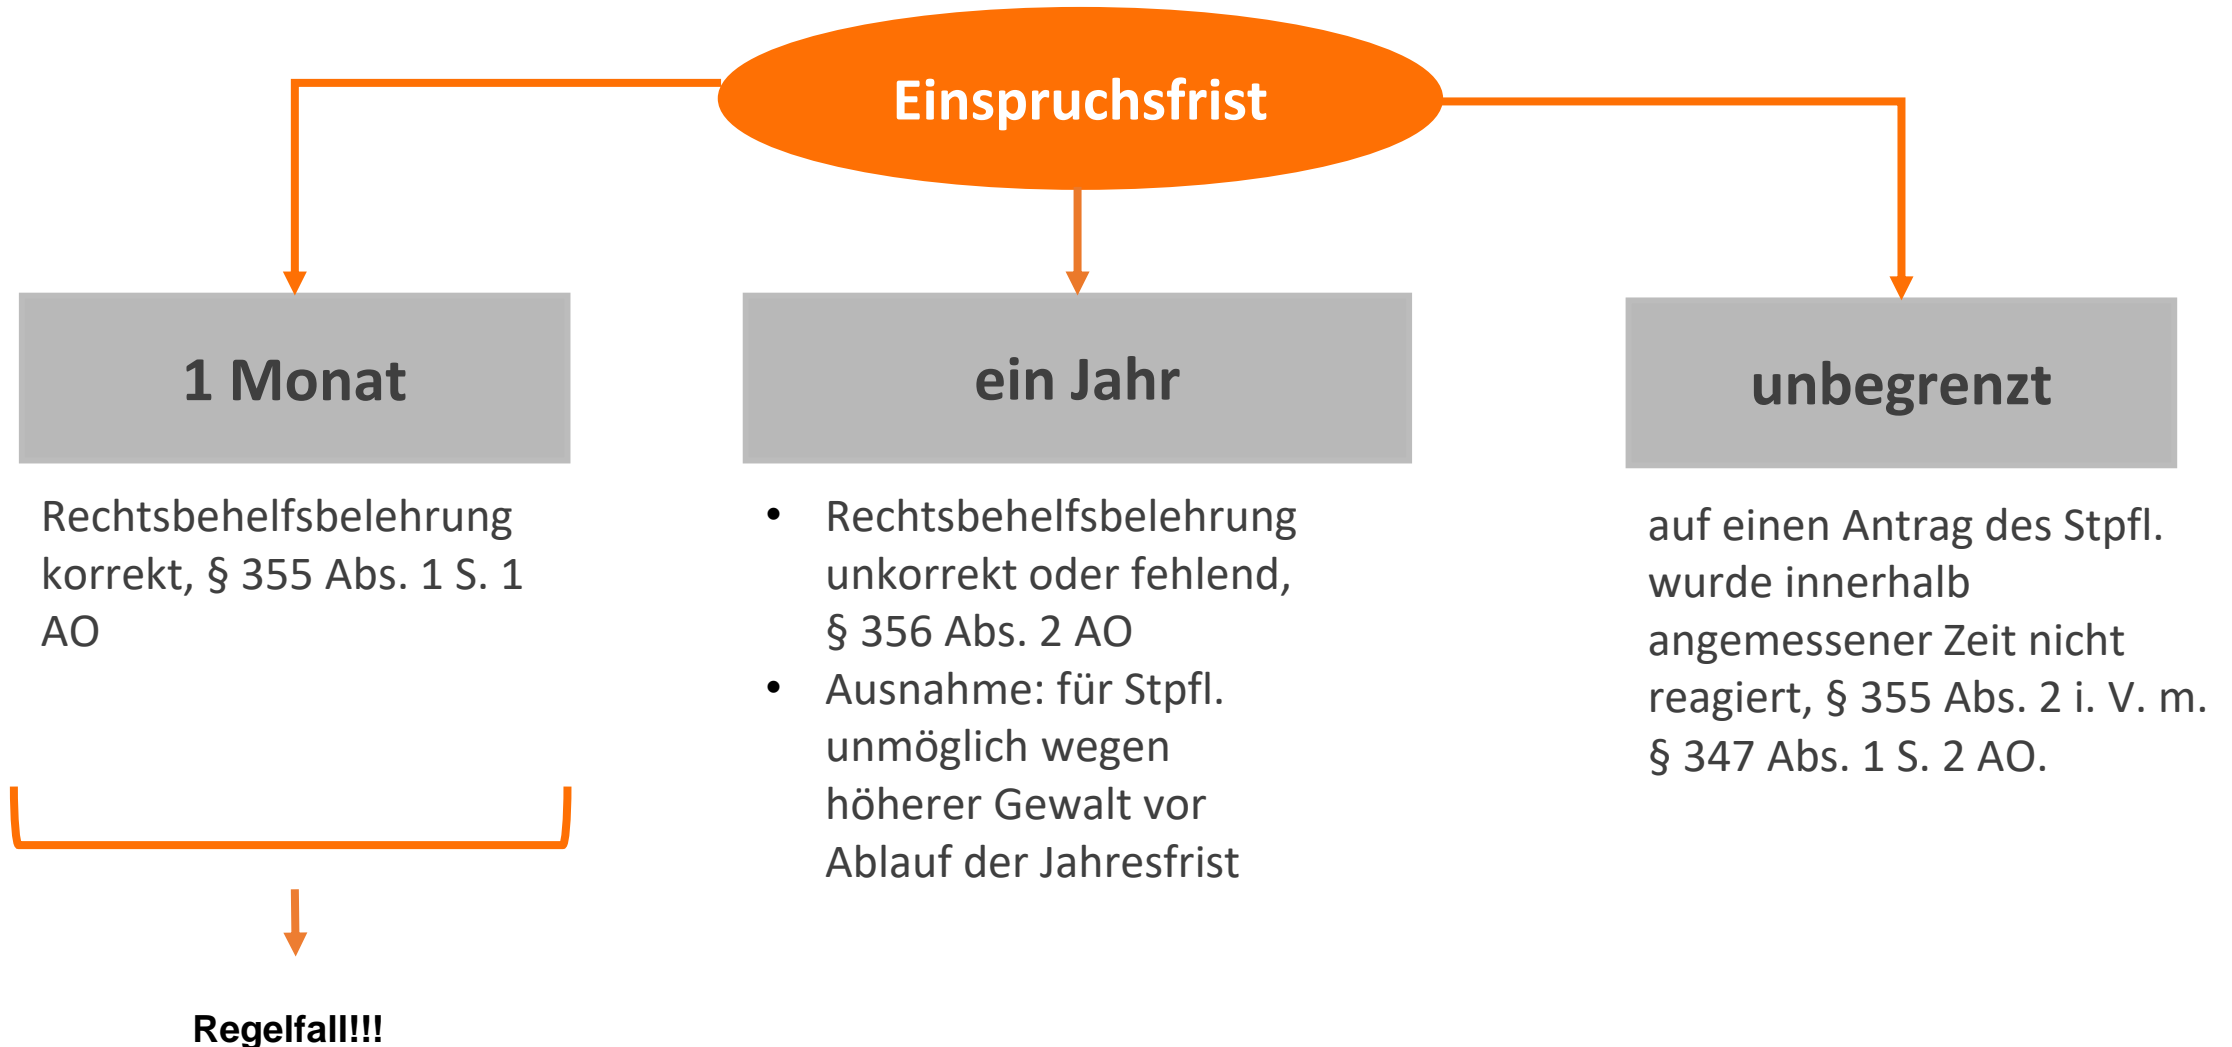 Einspruchsfrist
1 Monat
Rechtsbehelfsbelehrung
korrekt, § 355 Abs. 1 S. 1
AO
Regelfall!!!
ein Jahr
• Rechtsbehelfsbelehrung
unkorrekt oder fehlend,
§ 356 Abs. 2 AO
• Ausnahme: für Stpfl.
unmöglich wegen
höherer Gewalt vor
Ablauf der Jahresfrist
unbegrenzt
auf einen Antrag des Stpfl.
wurde innerhalb
angemessener Zeit nicht
reagiert, § 355 Abs. 2 i. V. m.
§ 347 Abs. 1 S. 2 AO.